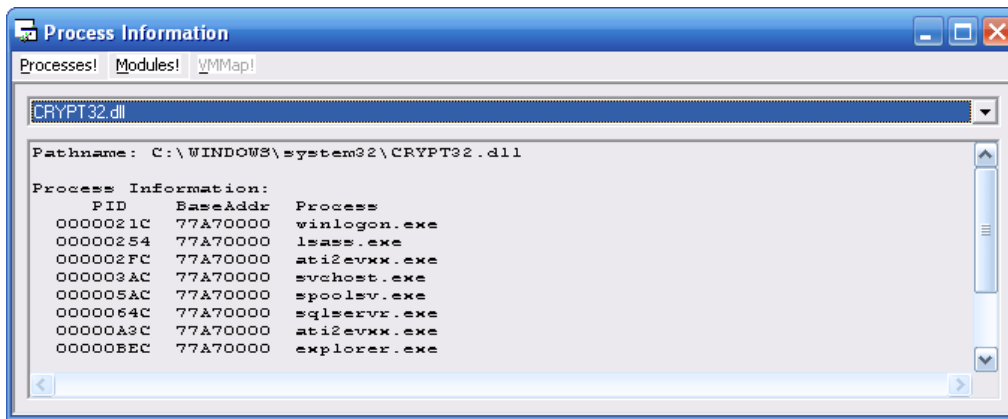 Process Information
Processes! Modules! VMMap!
CRYPT32.dll
Pathname: C:\WINDOWS\system32\CRYPT32.dll
Process Information:
PID BaseAddr Process
0000021C 77A70000 winlogon.exe
00000254 77A70000 lsass.exe
000002FC 77A70000 ati2evxx.exe
000003AC 77A70000 svchost.exe
000005AC 77A70000 spoolsv.exe
0000064C 77A70000 sqlservr.exe
00000A3C 77A70000 ati2evxx.exe
00000BEC 77A70000 explorer.exe